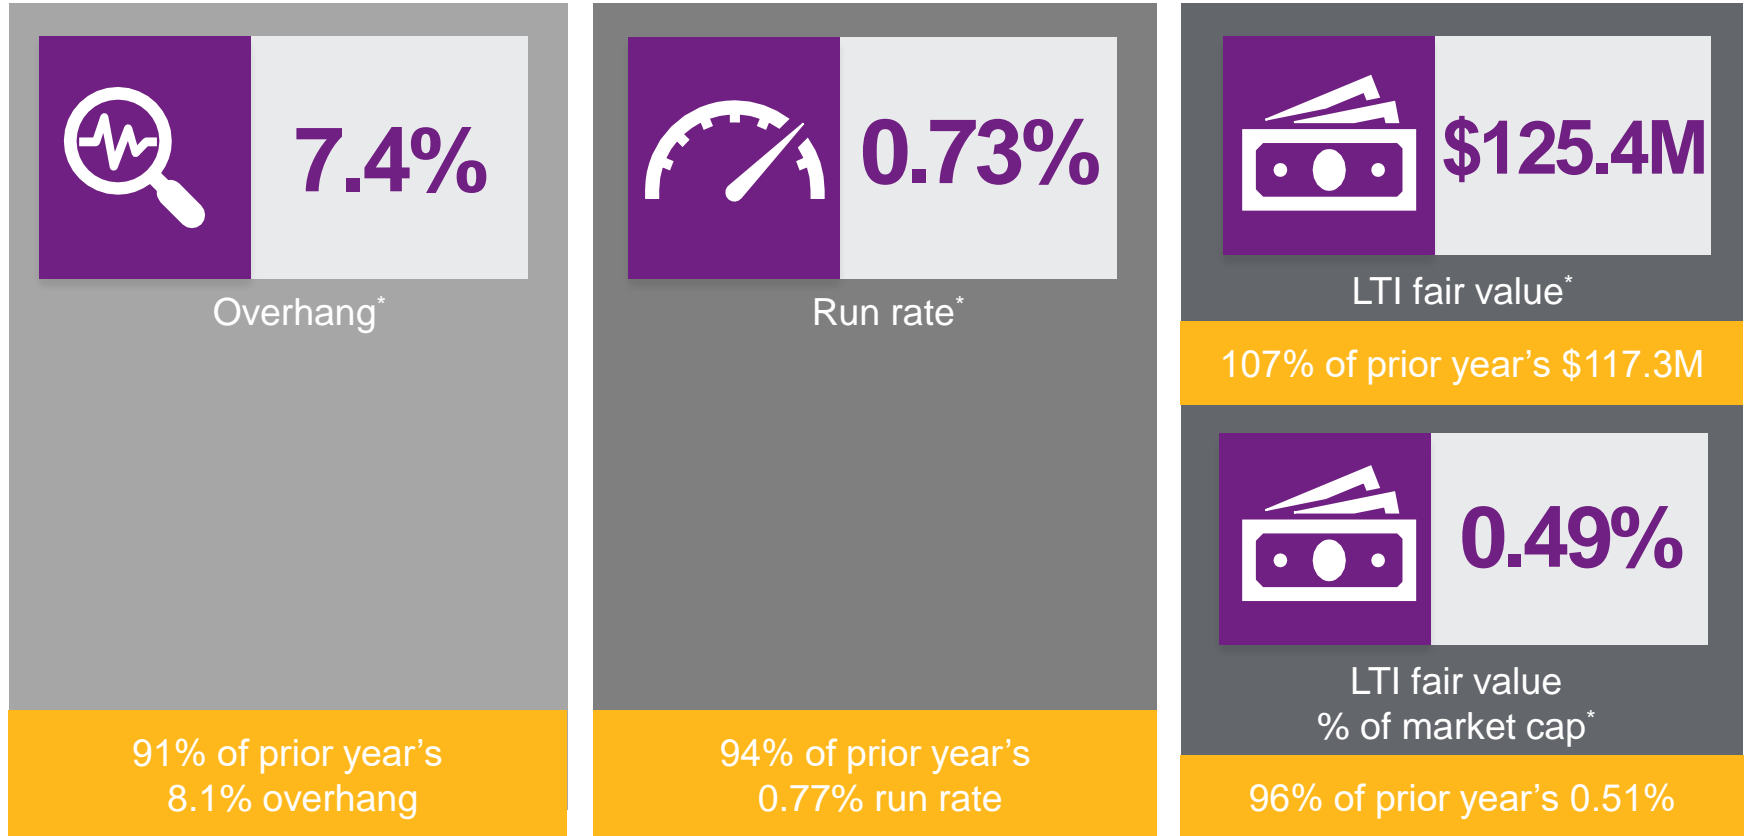 7.4%
Overhang*
91% of prior year’s
8.1% overhang
0.73%
Run rate*
94% of prior year’s
0.77% run rate
$125.4M
LTI fair value*
107% of prior year’s $117.3M
0.49%
LTI fair value
% of market cap*
96% of prior year’s 0.51%